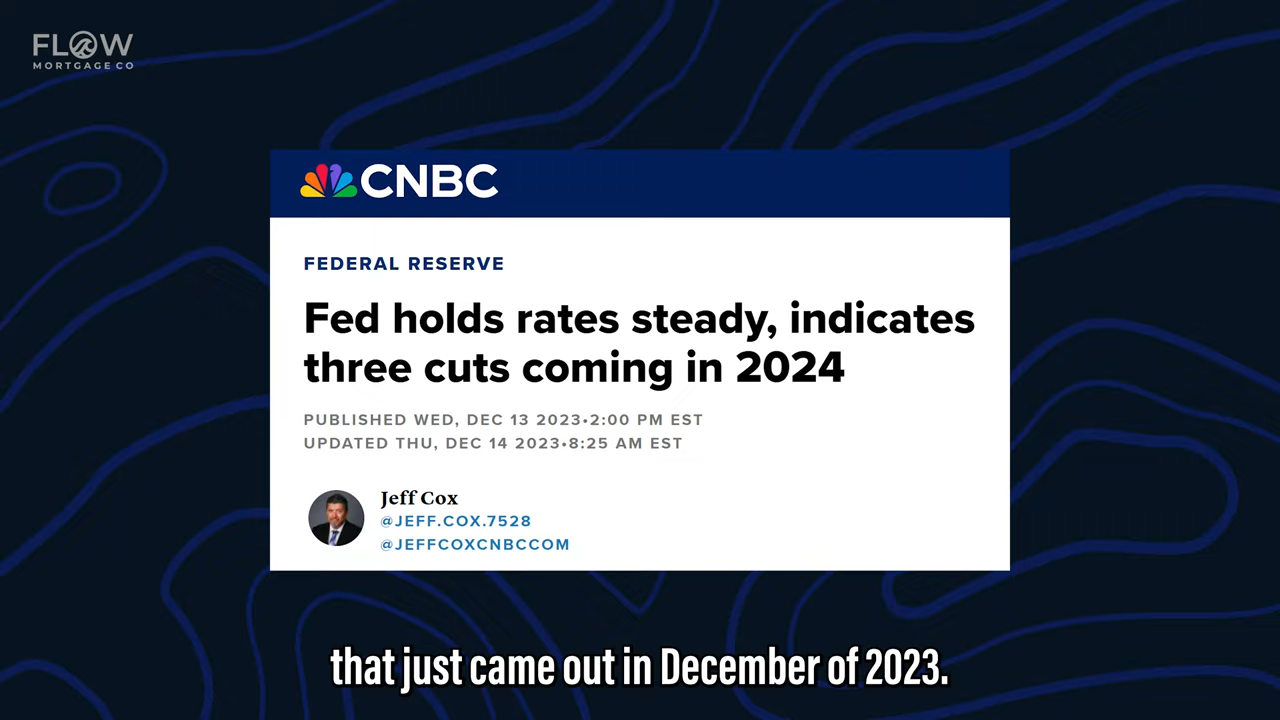 FLOW
MORTGAGE CO
CNBC
FEDERAL RESERVE
Fed holds rates steady, indicates
three cuts coming in 2024
PUBLISHED WED, DEC 13 2023•2:00 PM EST
UPDATED THU, DEC 14 2023•8:25 AM EST
Jeff Cox
@JEFF.COX.7528
@JEFFCOXCNBCCOM
that just came out in December of 2023.